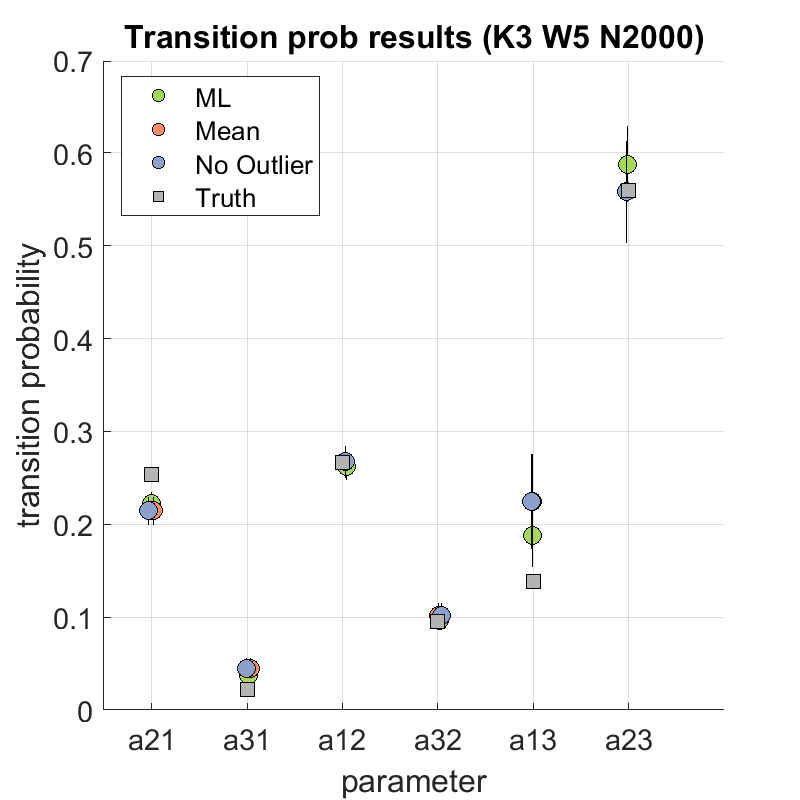 Transition prob results (K3 W5 N2000)
ML
Mean
No Outlier
Truth
transition probability
0.7
0.6
0.5
0.4
0.3
0.2
0.1
0
a21 a31 a12 a32 a13 a23
parameter